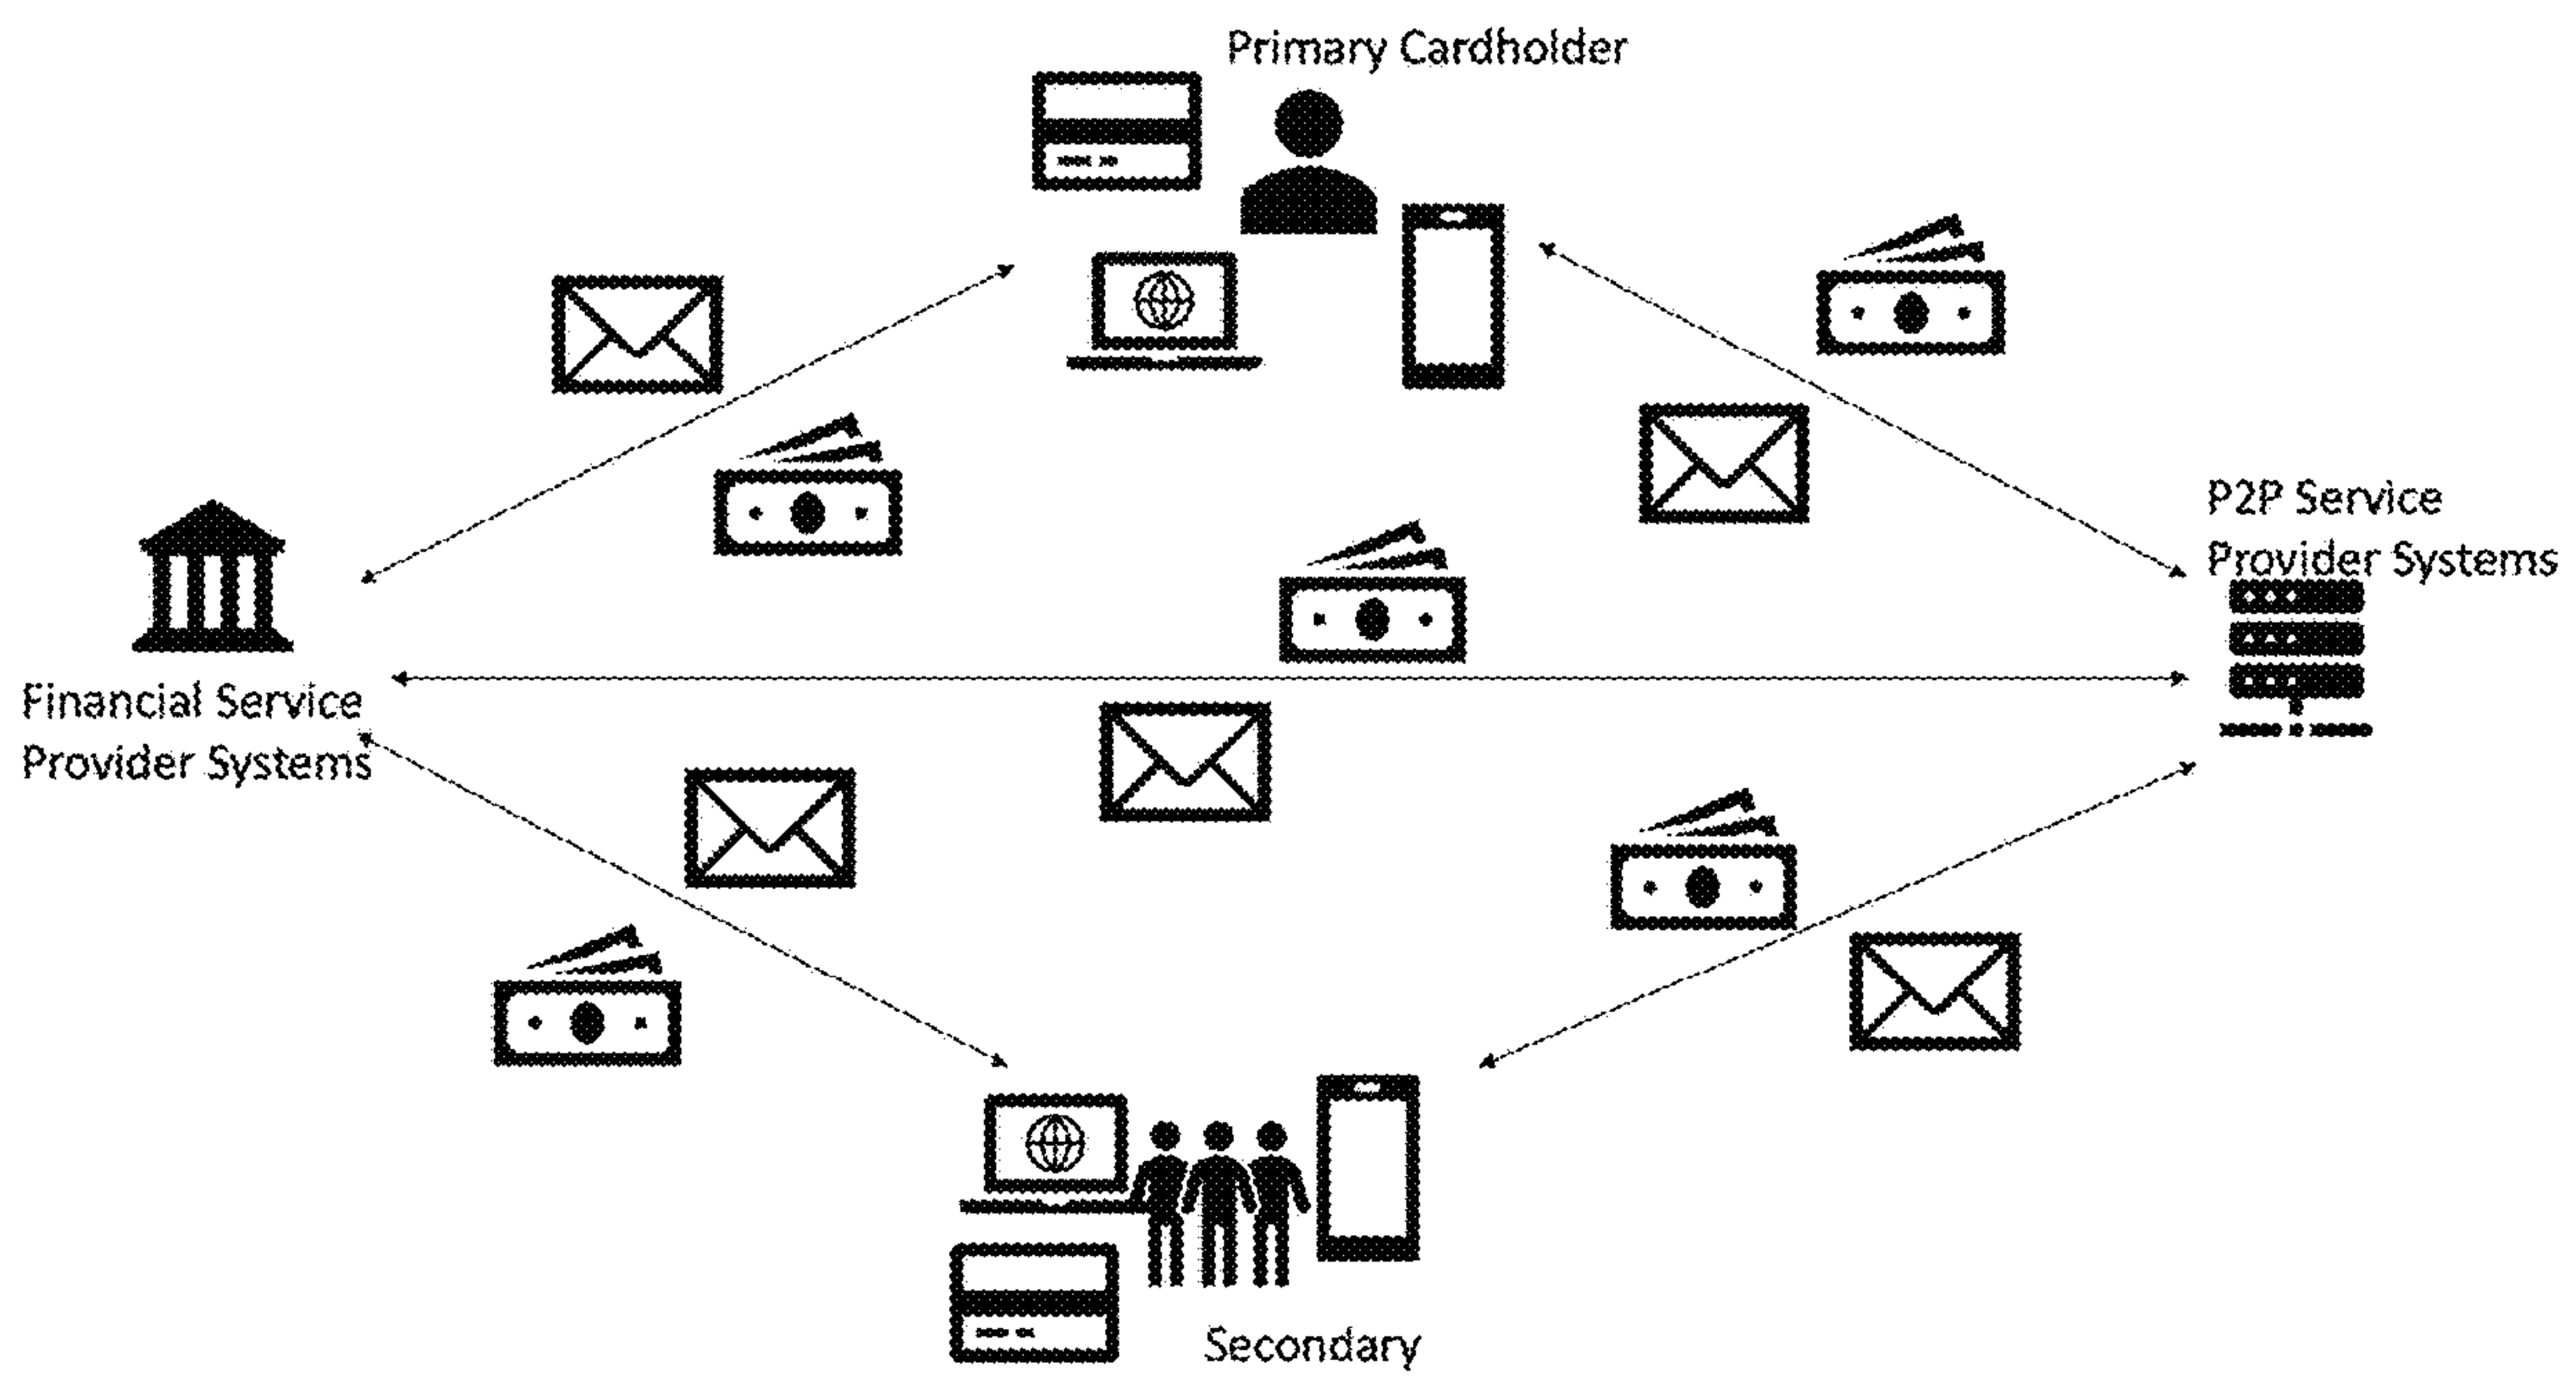 Primary Cardholder
P2P Service
Provider Systems
Financial Service
Provider Systems
Secondary